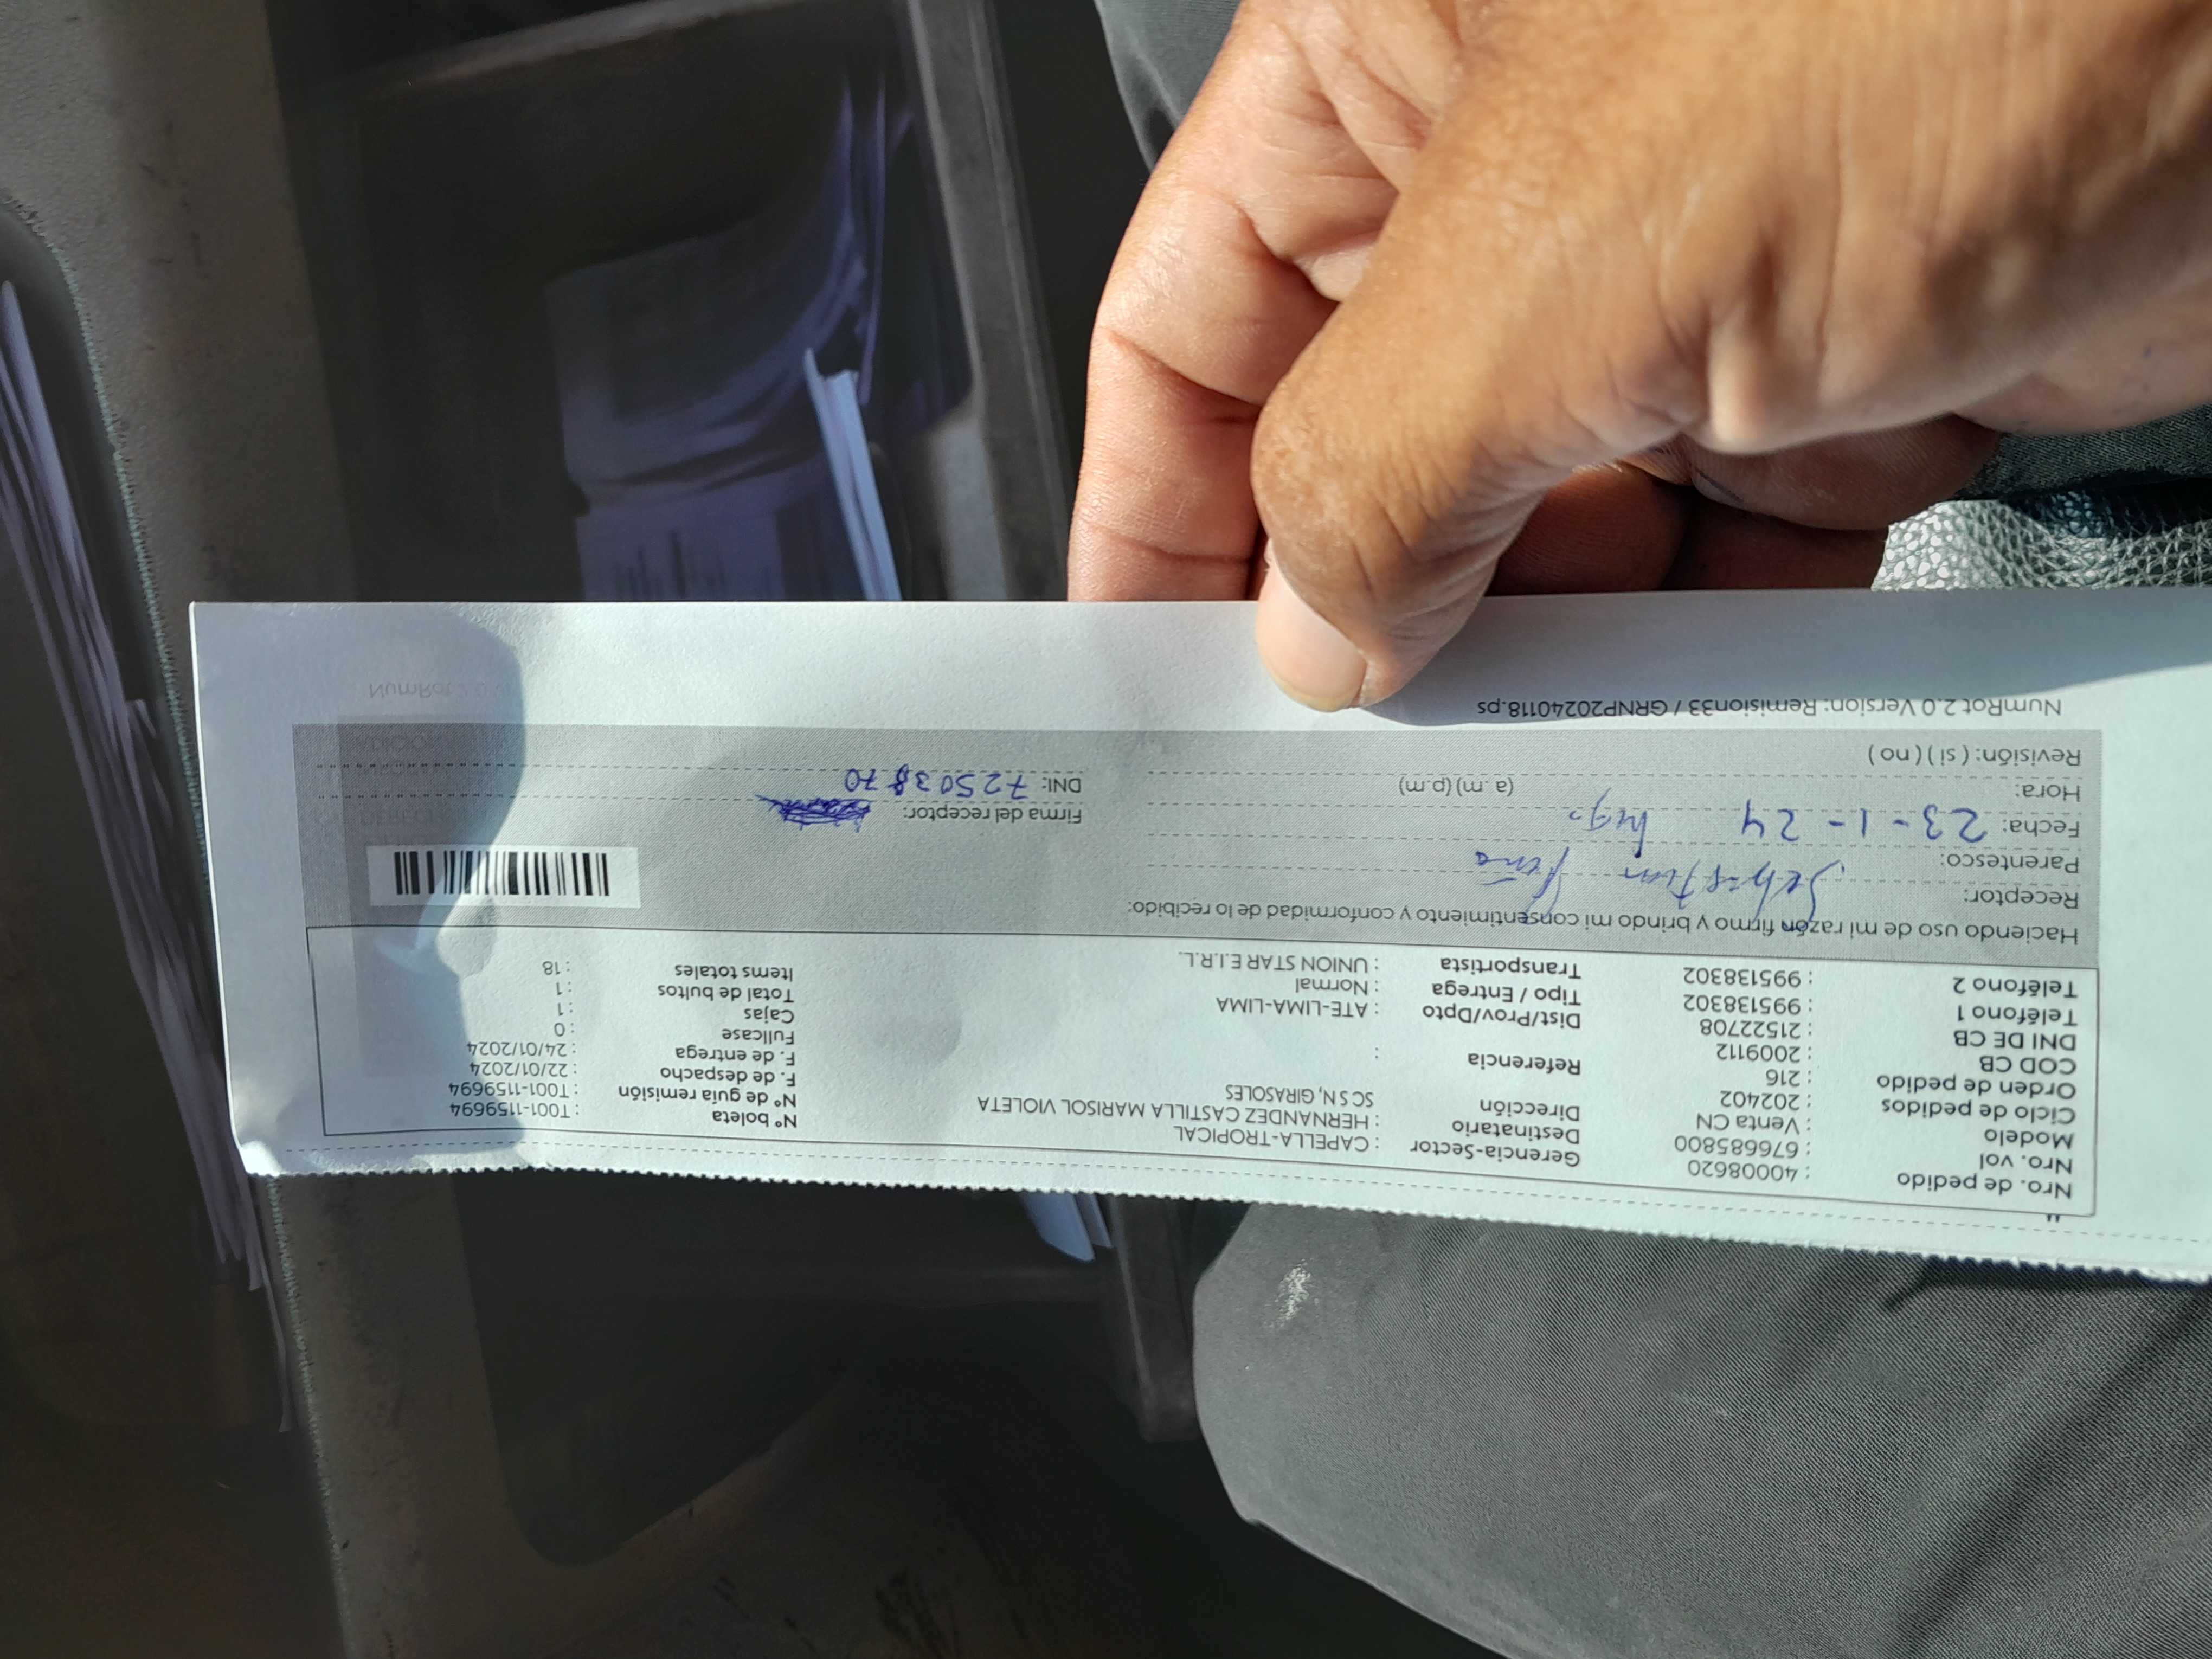 Nro. de pedido : 40008620
Nro. vol : 676685800
Modelo : Venta CN
Ciclo de pedidos : 202402
Orden de pedido : 216
COD CB : 2009112
DNI DE CB : 21522708
Teléfono 1 : 995138302
Teléfono 2 : 995138302
Gerencia-Sector : CAPELLA-TROPICAL
Destinatario : HERNANDEZ CASTILLA MARISOL VIOLETA
Dirección SC S N, GIRASOLES
Referencia :
Dist/Prov/Dpto : ATE-LIMA-LIMA
Tipo / Entrega : Normal
Transportista : UNION STAR E.I.R.L.
N° boleta : T001-1159694
N° de guía remisión : T001-1159694
F. de despacho : 22/01/2024
F. de entrega : 24/01/2024
Fullcase : 0
Cajas : 1
Total de bultos : 1
Items totales : 18
Haciendo uso de mi razón firmo y brindo mi consentimiento y conformidad de lo recibido:
Receptor: Sebastian Peña
Parentesco: hijo
Fecha: 23-1-24
Hora: (a.m) (p.m)
Revisión: ( si ) ( no )
Firma del receptor:
DNI: 72503870
NumRot 2.0 Version: Remision33 / GRNP20240118.ps
NumRot